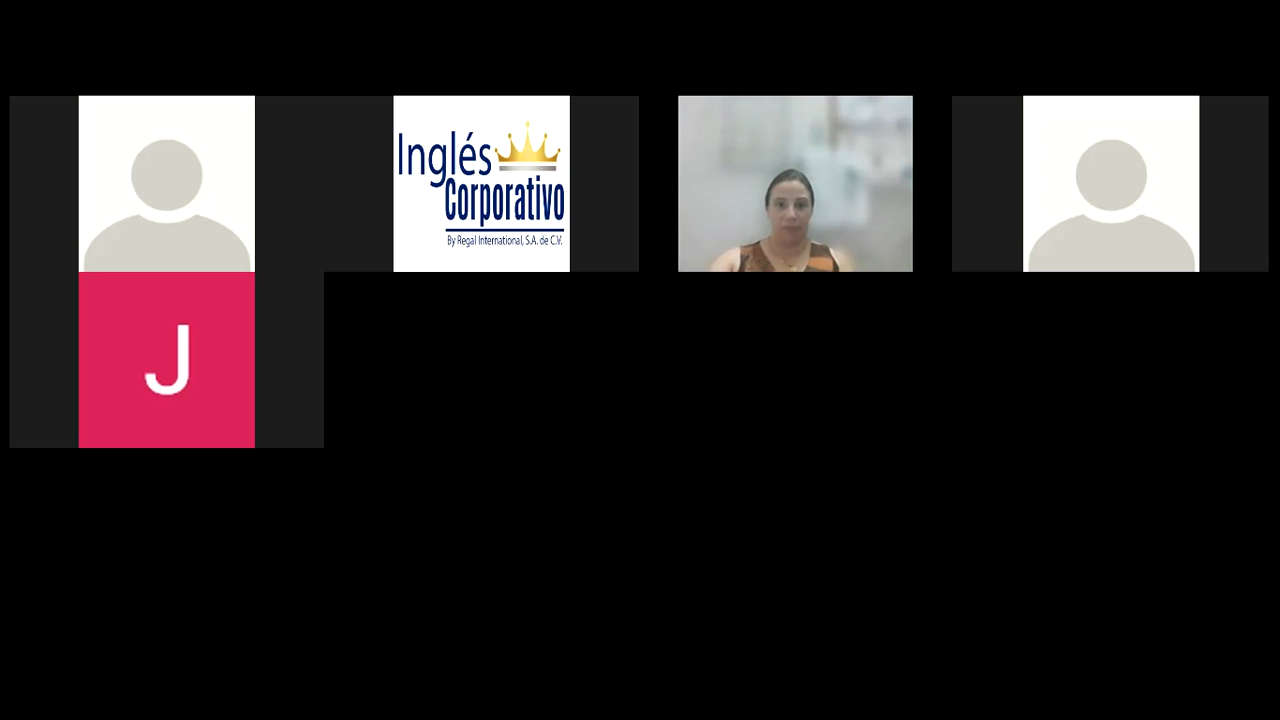 Inglés
Corporativo
By Regal International, S.A. de C.V.
J